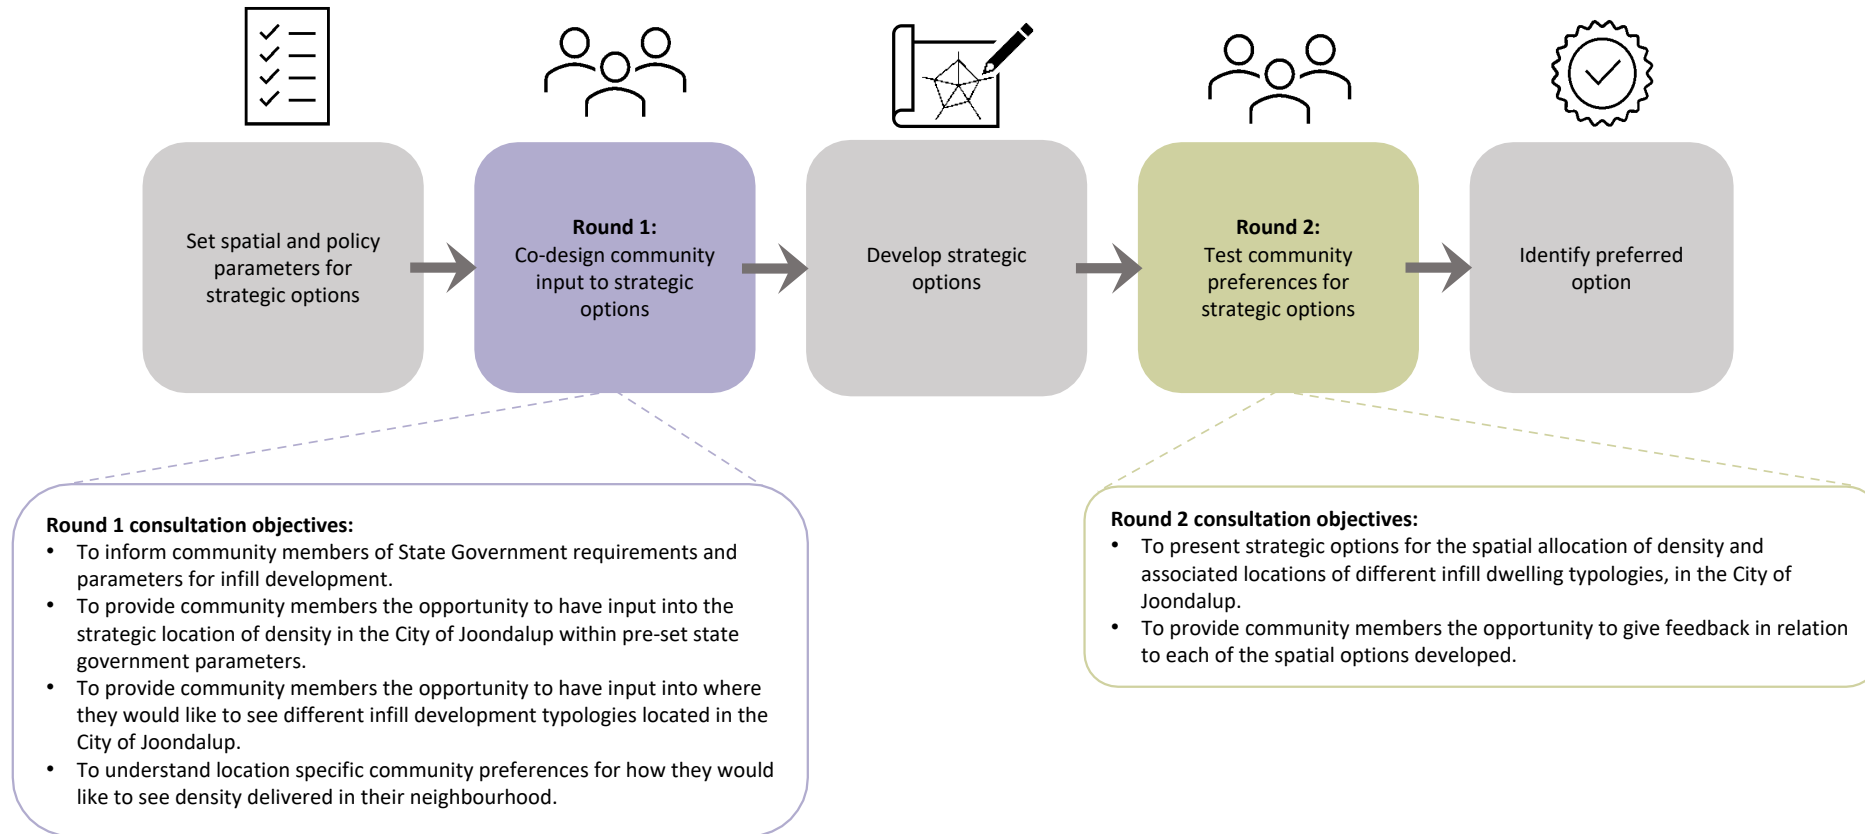 Set spatial and policy
parameters for
strategic options
Round 1:
Co-design community
input to strategic
options
Develop strategic
options
Round 2:
Test community
preferences for
strategic options
Identify preferred
option
Round 1 consultation objectives:
• To inform community members of State Government requirements and
parameters for infill development.
• To provide community members the opportunity to have input into the
strategic location of density in the City of Joondalup within pre-set state
government parameters.
• To provide community members the opportunity to have input into where
they would like to see different infill development typologies located in the
City of Joondalup.
• To understand location specific community preferences for how they would
like to see density delivered in their neighbourhood.
Round 2 consultation objectives:
• To present strategic options for the spatial allocation of density and
associated locations of different infill dwelling typologies, in the City of
Joondalup.
• To provide community members the opportunity to give feedback in relation
to each of the spatial options developed.